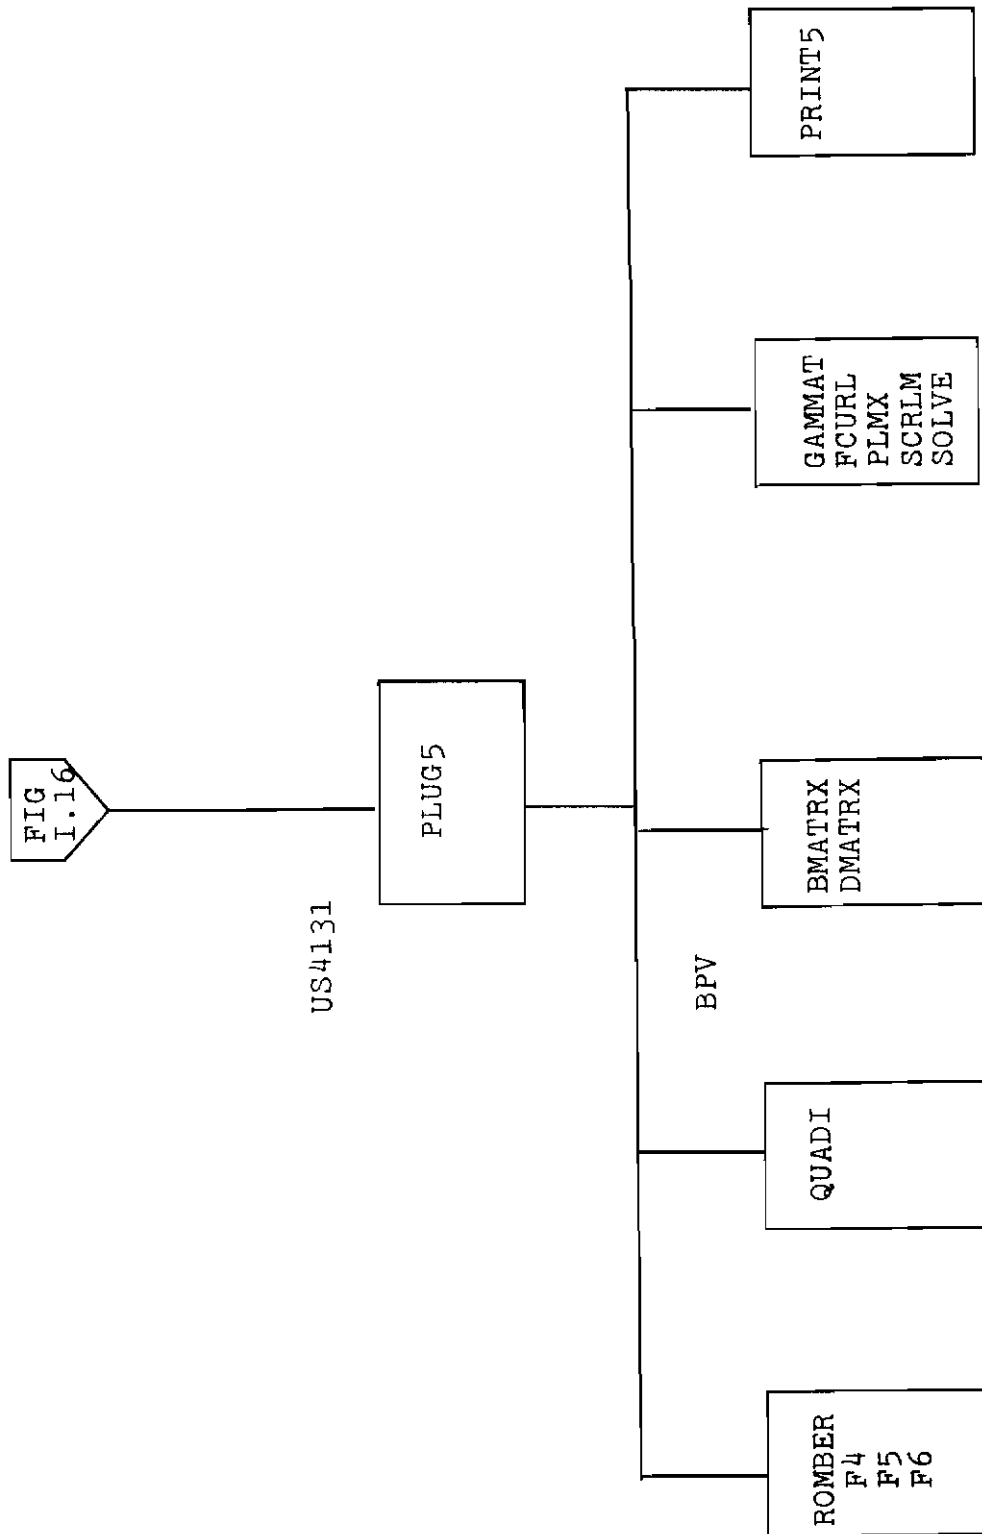 FIG
I.16
US4131
PLUG5
BPV
ROMBER
F4
F5
F6
QUADI
BMATRX
DMATRX
GAMMAT
FCURL
PLMX
SCRLM
SOLVE
PRINT5